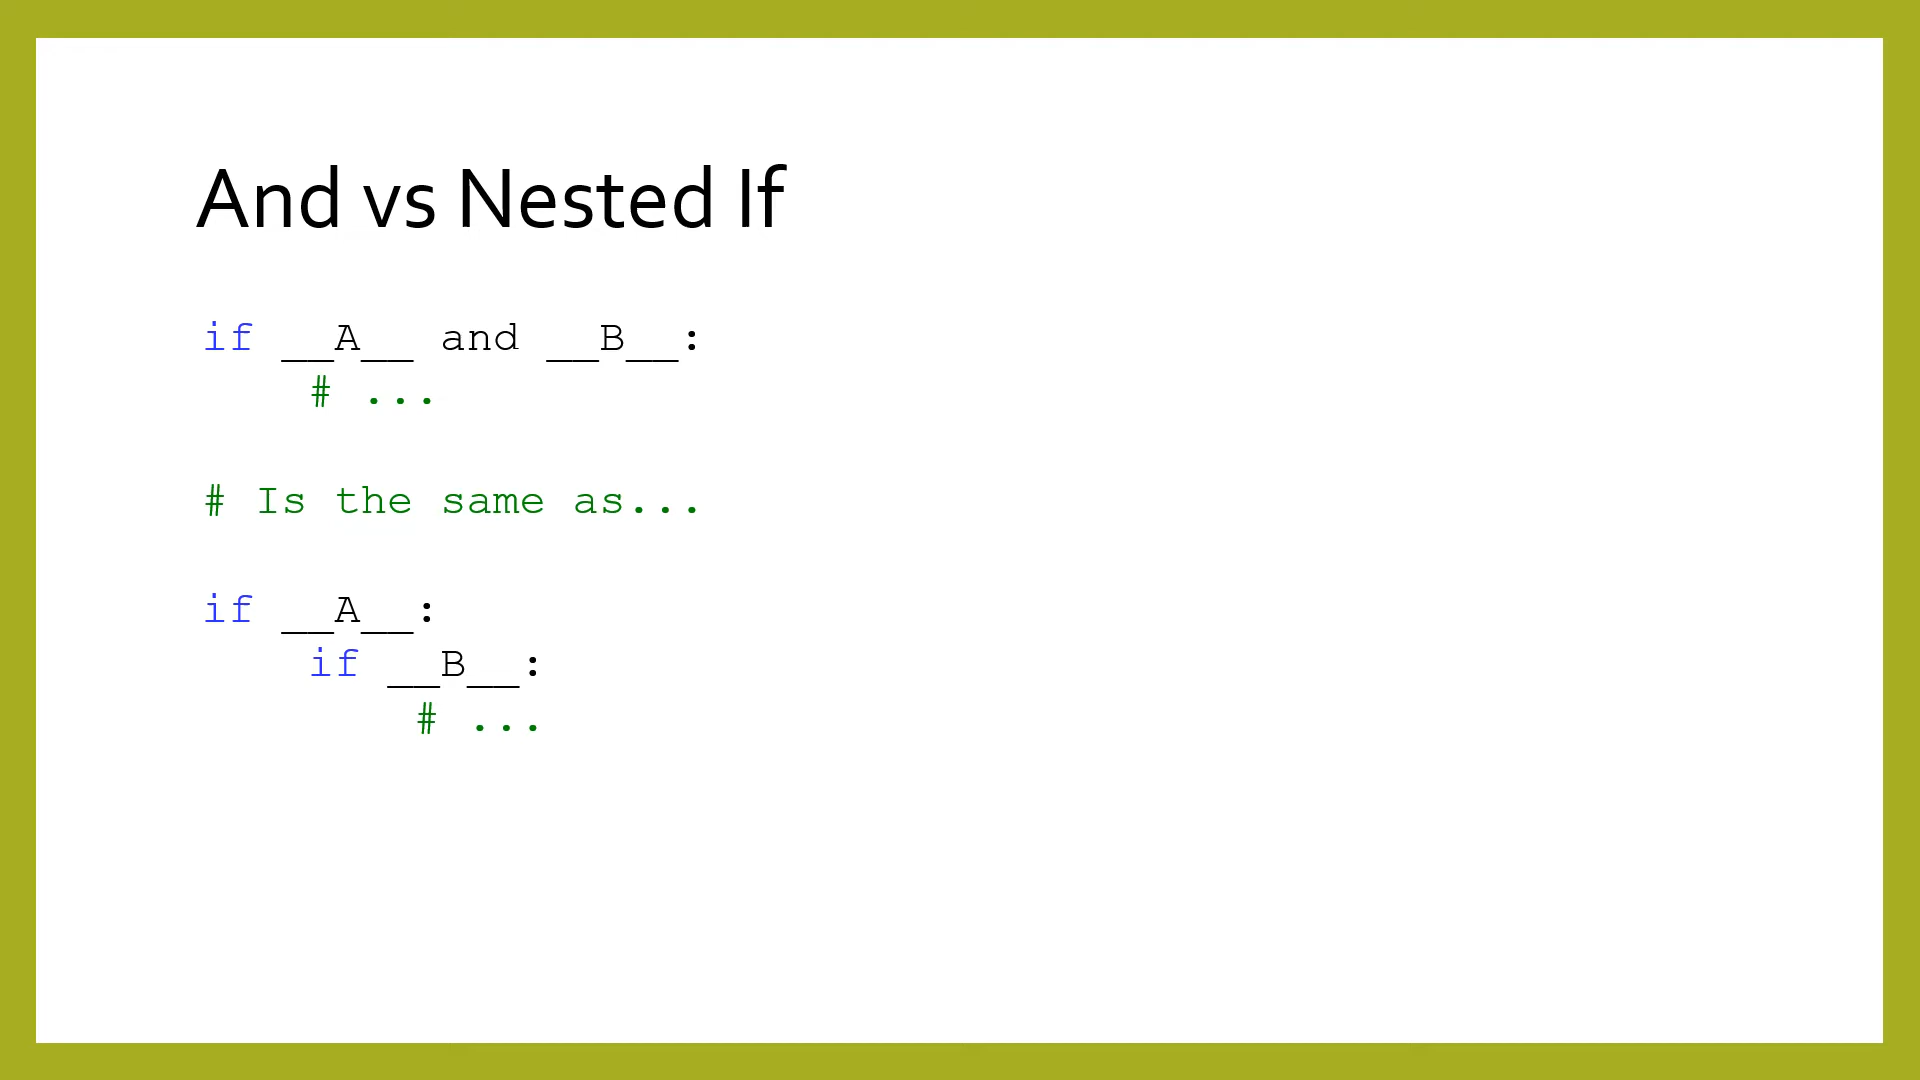 And vs Nested If
if __A__ and __B__:
    # ...
# Is the same as...
if __A__:
    if __B__:
        # ...